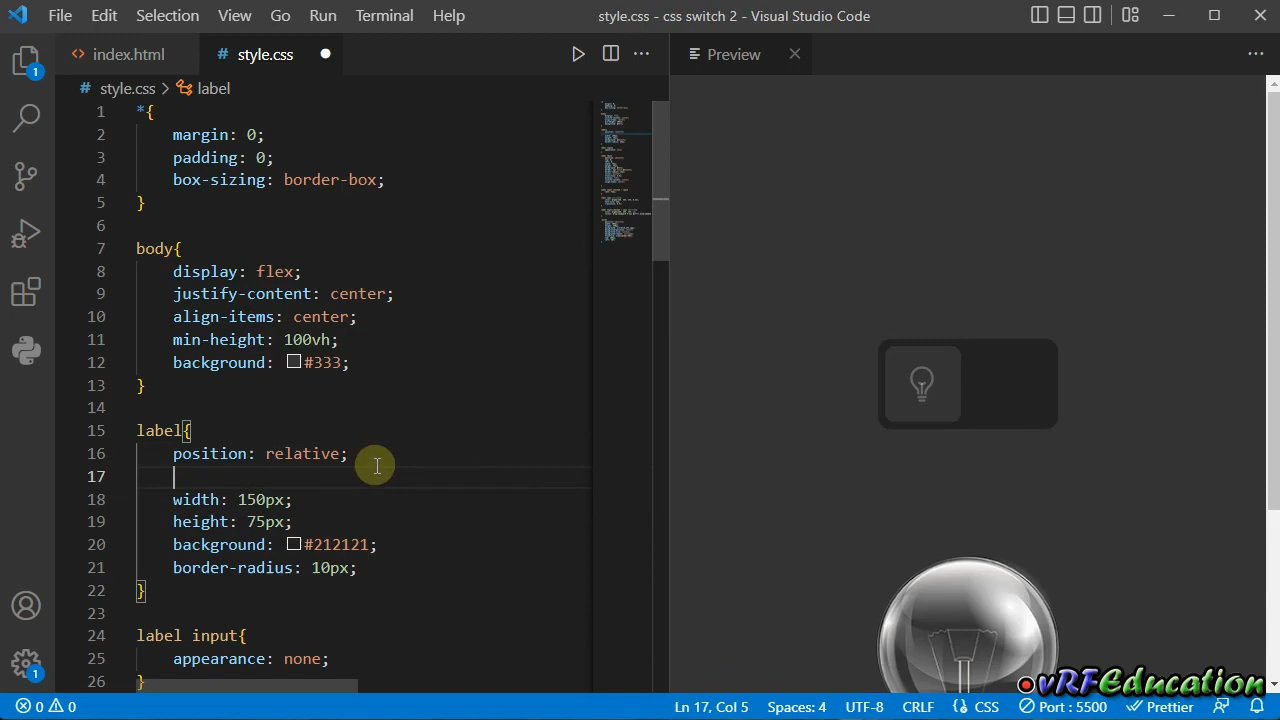 File Edit Selection View Go Run Terminal Help style.css - css switch 2 - Visual Studio Code
<> index.html # style.css Preview
# style.css > label
1 *{
2 margin: 0;
3 padding: 0;
4 box-sizing: border-box;
5 }
6
7 body{
8 display: flex;
9 justify-content: center;
10 align-items: center;
11 min-height: 100vh;
12 background: #333;
13 }
14
15 label{
16 position: relative;
17
18 width: 150px;
19 height: 75px;
20 background: #212121;
21 border-radius: 10px;
22 }
23
24 label input{
25 appearance: none;
26 }
1
1
vRFEducation
0 0 Ln 17, Col 5 Spaces: 4 UTF-8 CRLF {} CSS Port : 5500 Prettier